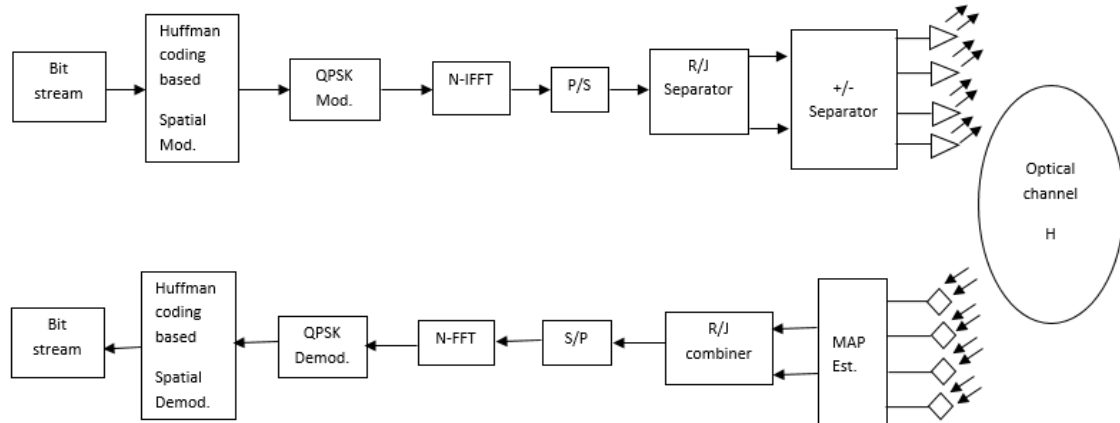 Bit
stream
Huffman
coding
based
Spatial
Mod.
QPSK
Mod.
N-IFFT
P/S
R/J
Separator
+/-
Separator
Optical
channel
H
Bit
stream
Huffman
coding
based
Spatial
Demod.
QPSK
Demod.
N-FFT
S/P
R/J
combiner
MAP
Est.